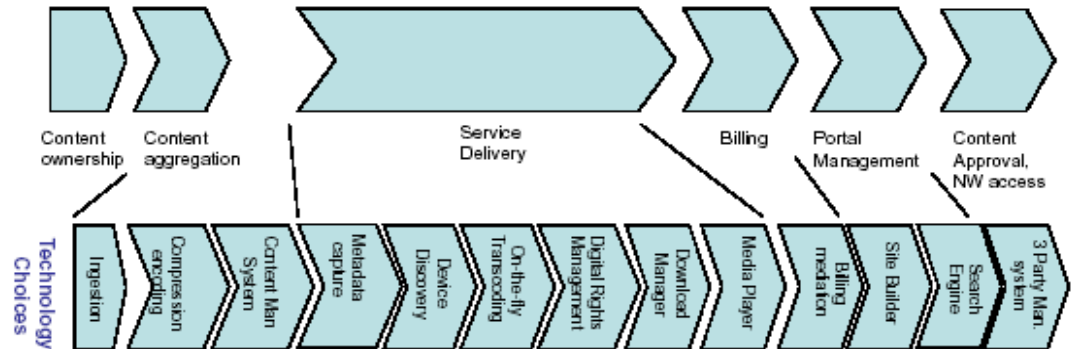 Content
ownership
Content
aggregation
Service
Delivery
Billing
Portal
Management
Content
Approval,
NW access
Technology
Choices
Ingestion
Compression
encoding
Content Man
System
Metadata
capture
Device
Discovery
On-the-fly
Transcoding
Digital Rights
Management
Download
Manager
Media Player
Billing
mediation
Site Builder
Search
Engine
3 Party Man.
system